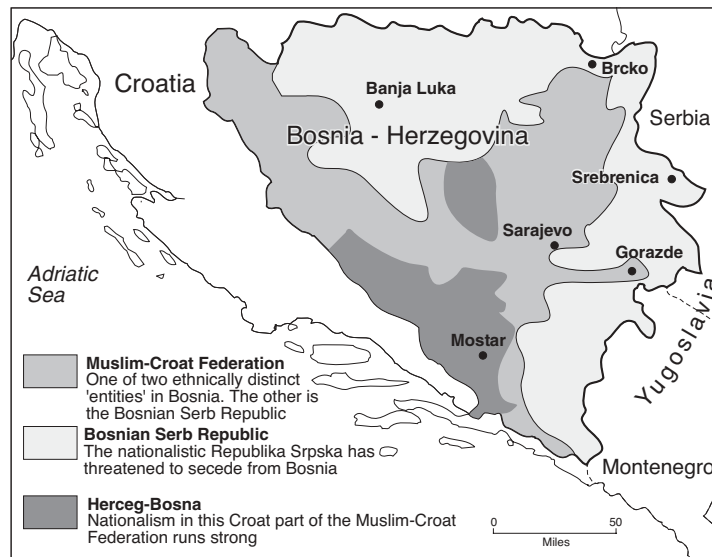 Croatia
Brcko
Banja Luka
Serbia
Bosnia - Herzegovina
Srebrenica
Sarajevo
Gorazde
Adriatic
Sea
Yugoslavia
Mostar
Muslim-Croat Federation
One of two ethnically distinct
'entities' in Bosnia. The other is
the Bosnian Serb Republic
Bosnian Serb Republic
The nationalistic Republika Srpska has
threatened to secede from Bosnia
Montenegro
Herceg-Bosna
Nationalism in this Croat part of the Muslim-Croat
Federation runs strong
0 50
Miles